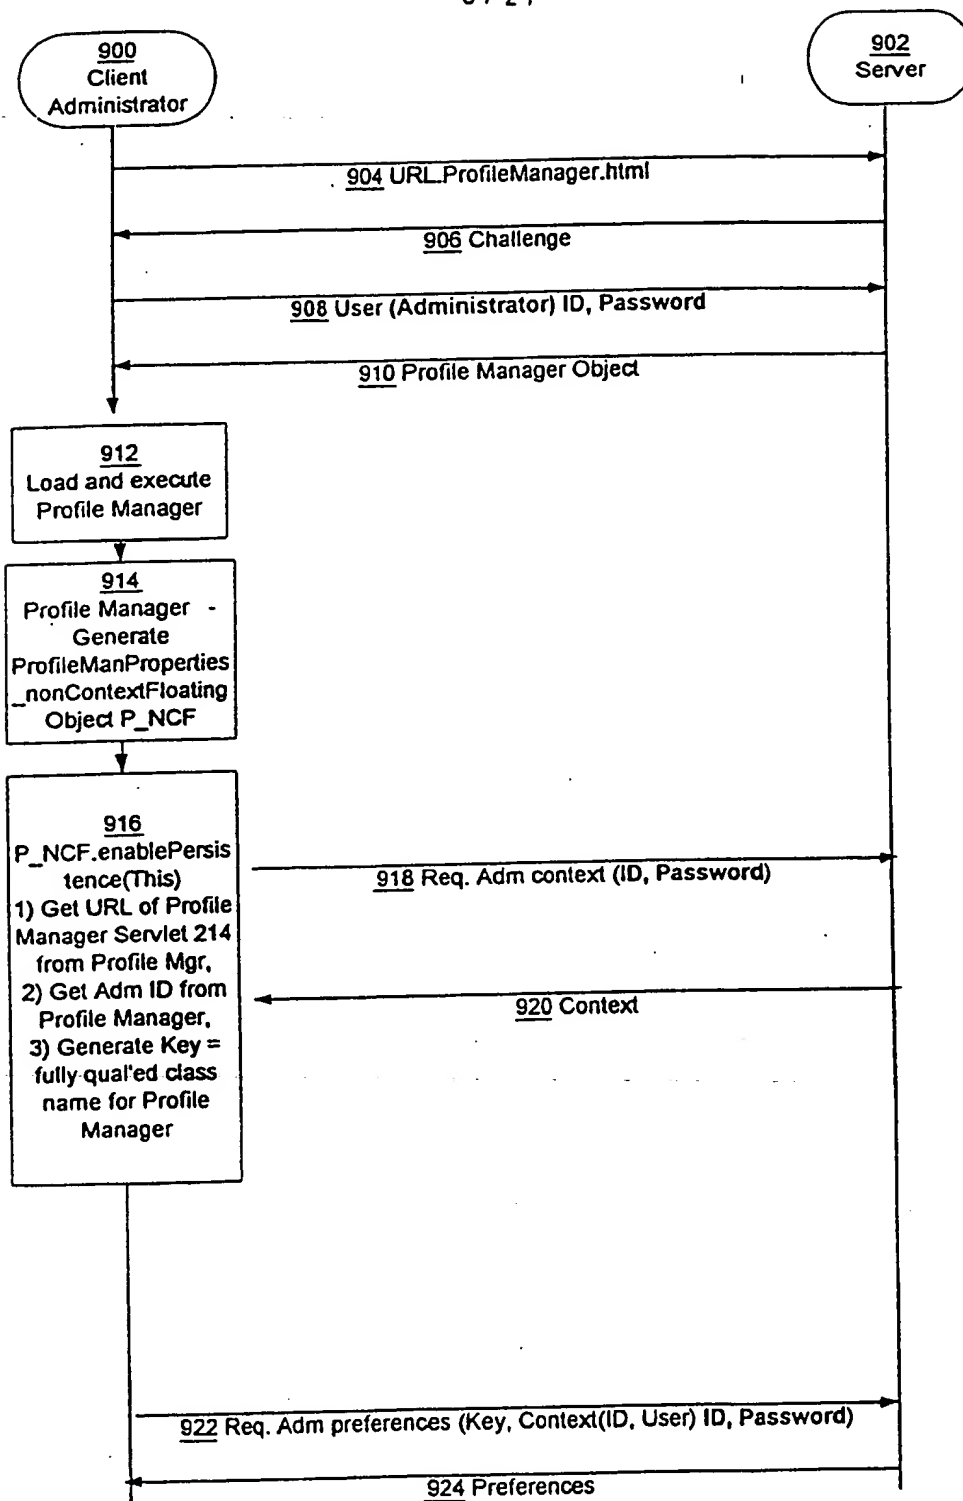 900
Client
Administrator
902
Server
904 URL.ProfileManager.html
906 Challenge
908 User (Administrator) ID, Password
910 Profile Manager Object
912
Load and execute
Profile Manager
914
Profile Manager -
Generate
ProfileManProperties
_nonContextFloating
Object P_NCF
916
P_NCF.enablePersis
tence(This)
1) Get URL of Profile
Manager Servlet 214
from Profile Mgr,
2) Get Adm ID from
Profile Manager,
3) Generate Key =
fully qual'ed class
name for Profile
Manager
918 Req. Adm context (ID, Password)
920 Context
922 Req. Adm preferences (Key, Context(ID, User) ID, Password)
924 Preferences